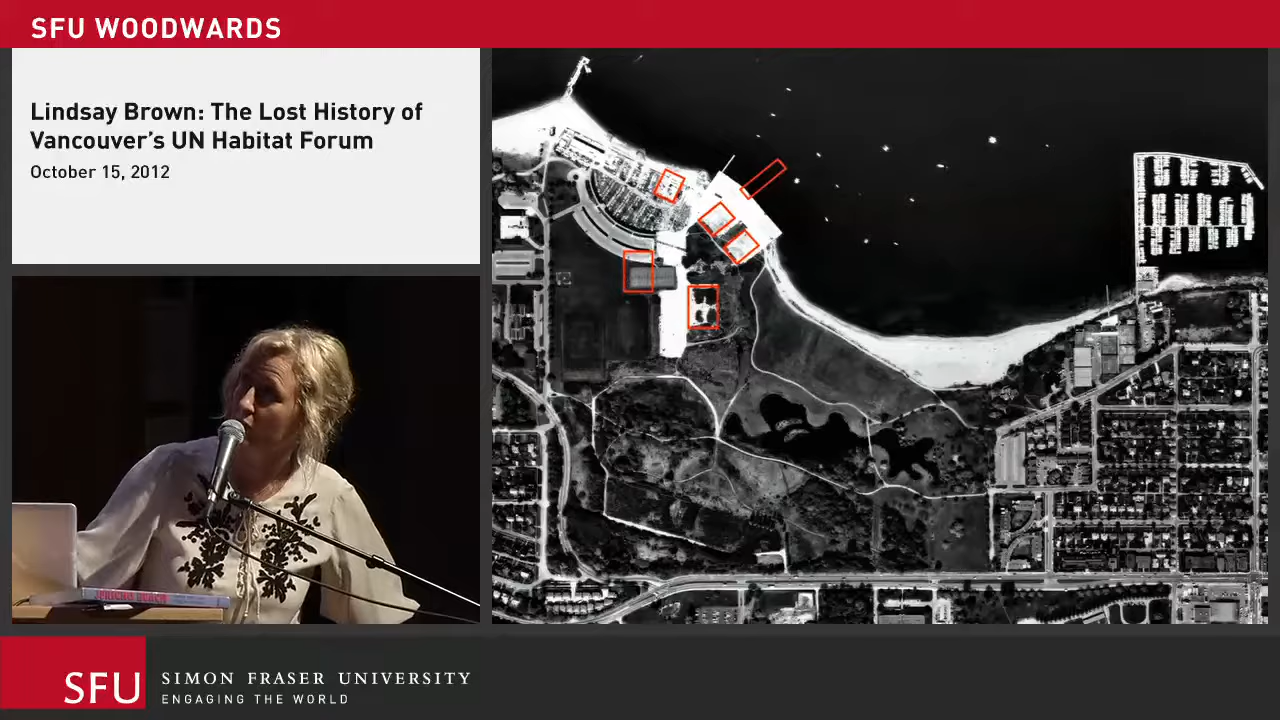 SFU WOODWARDS
Lindsay Brown: The Lost History of
Vancouver's UN Habitat Forum
October 15, 2012
SFU
SIMON FRASER UNIVERSITY
ENGAGING THE WORLD